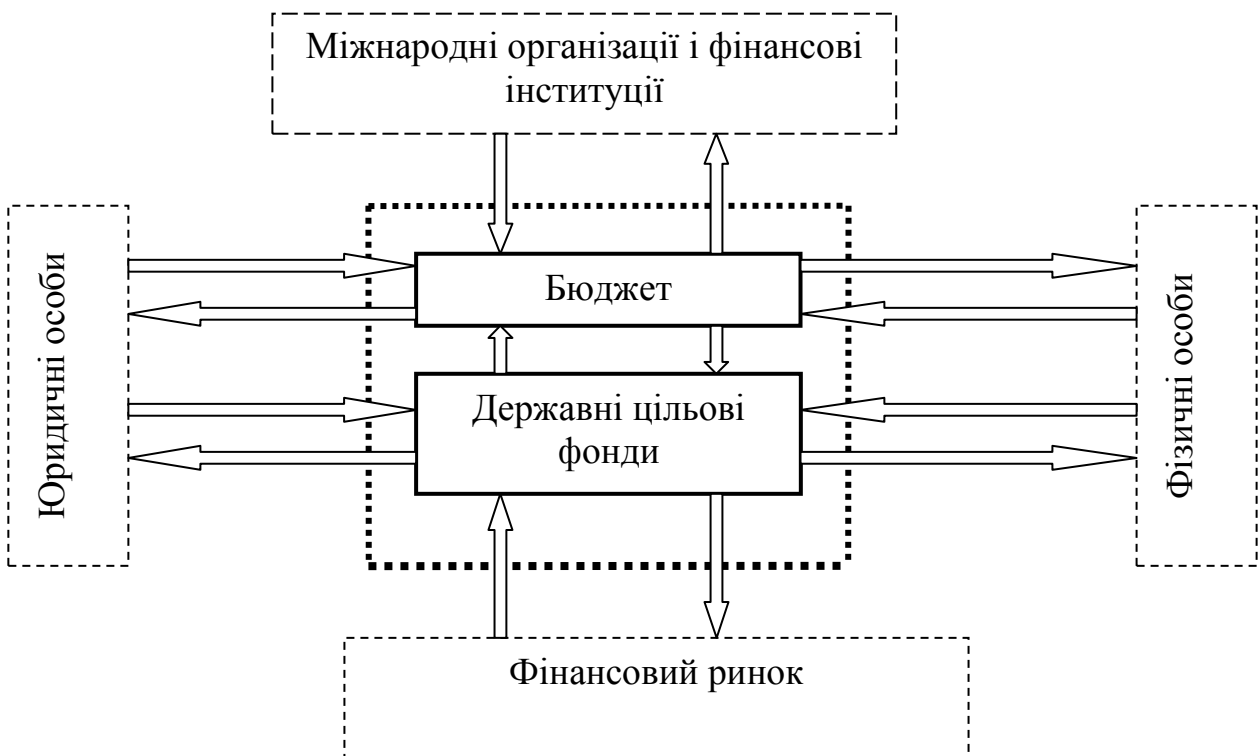 Міжнародні організації і фінансові
інституції
Юридичні особи
Бюджет
Державні цільові
фонди
Фізичні особи
Фінансовий ринок